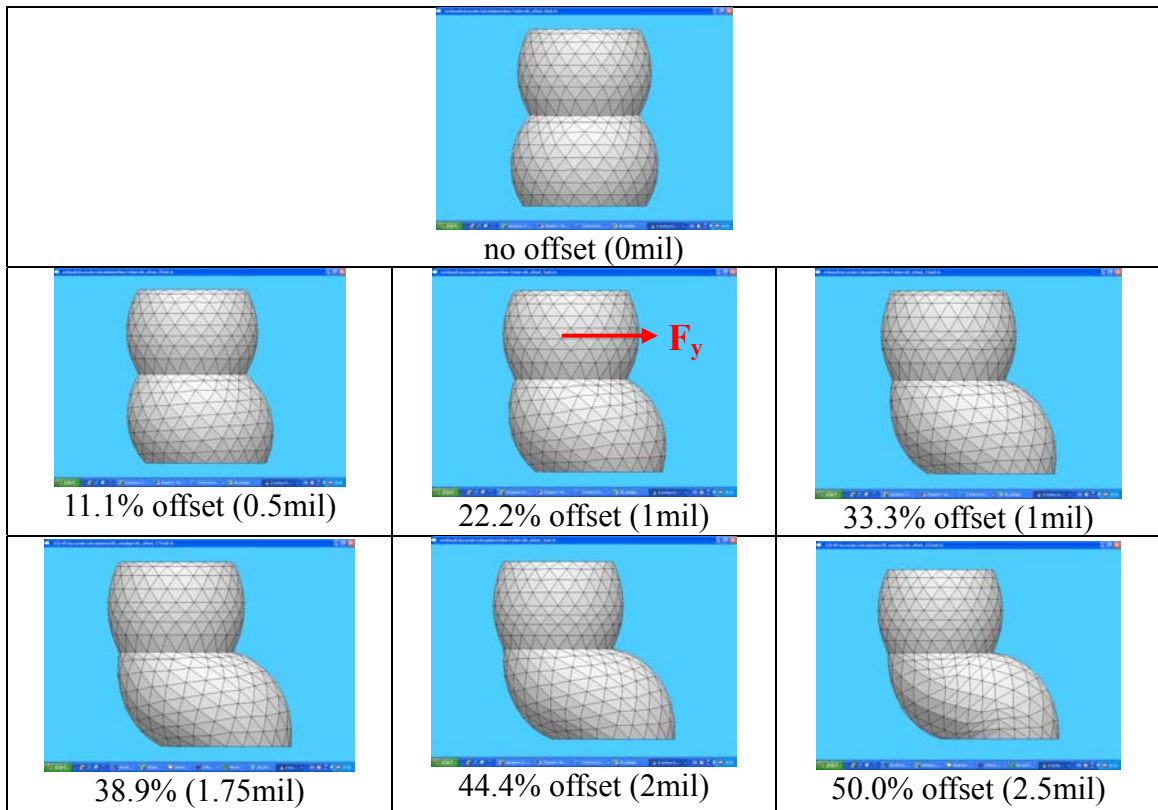 no offset (0mil)
F_y
11.1% offset (0.5mil)
22.2% offset (1mil)
33.3% offset (1mil)
38.9% (1.75mil)
44.4% offset (2mil)
50.0% offset (2.5mil)